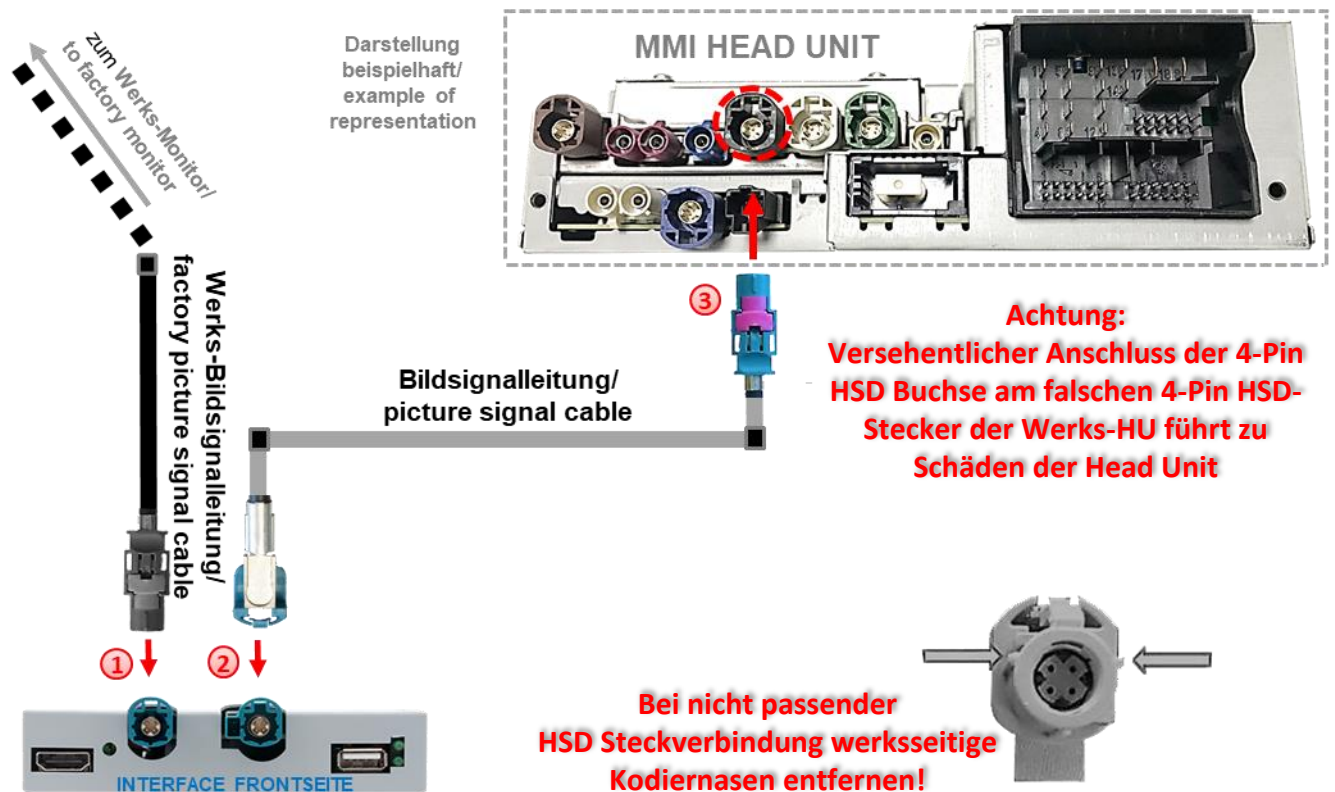 zum Werks-Monitor/
to factory monitor
Darstellung
beispielhaft/
example of
representation
MMI HEAD UNIT
Werks-Bildsignalleitung/
factory picture signal cable
3
Achtung:
Versehentlicher Anschluss der 4-Pin
HSD Buchse am falschen 4-Pin HSD-
Stecker der Werks-HU führt zu
Schäden der Head Unit
Bildsignalleitung/
picture signal cable
1
2
Bei nicht passender
HSD Steckverbindung werksseitige
Kodiernasen entfernen!
INTERFACE FRONTSEITE